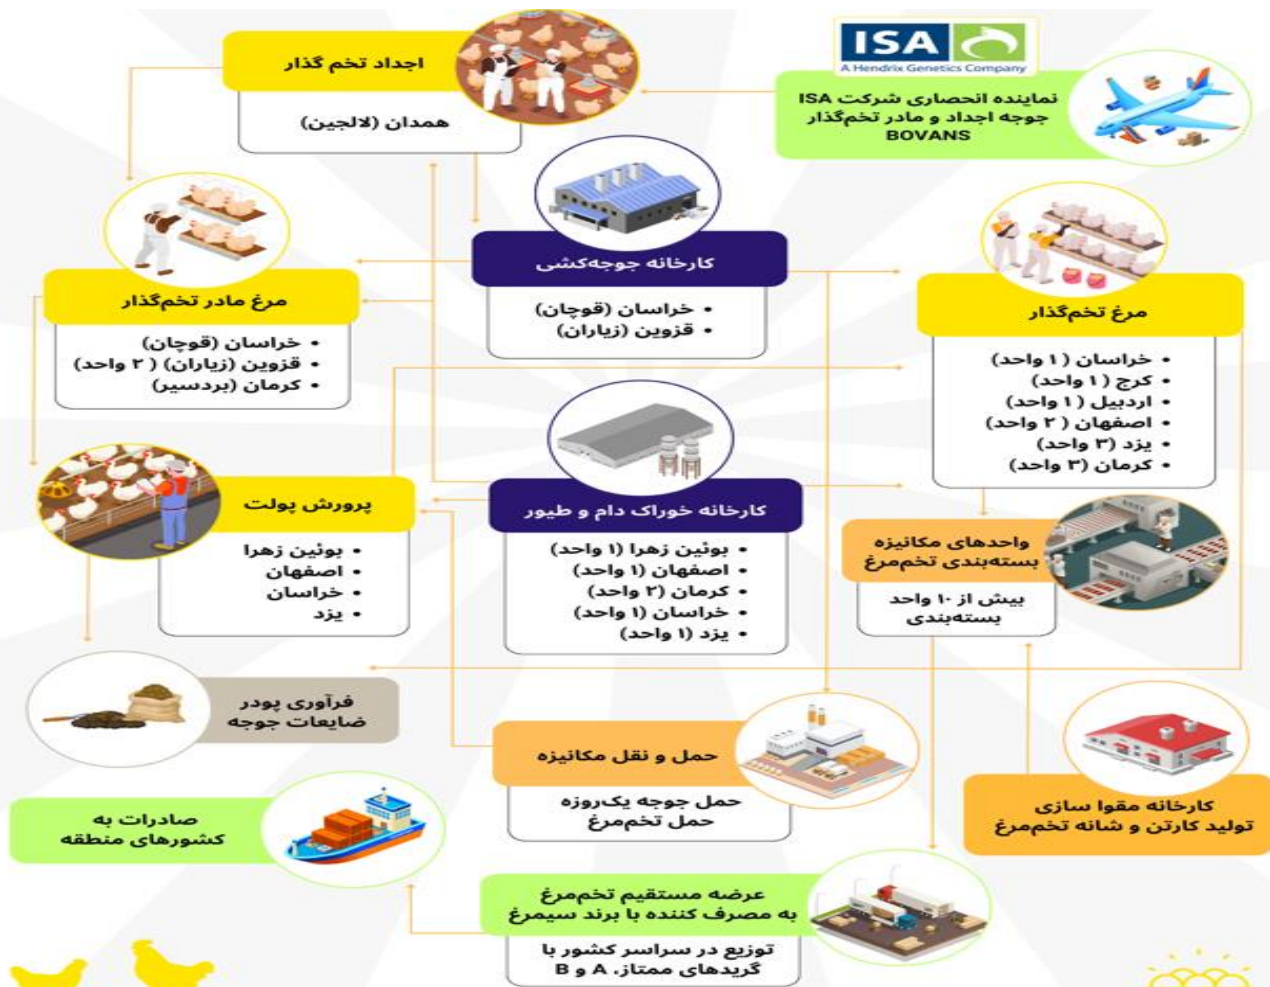 ISA
A Hendrix Genetics Company
نماینده انحصاری شرکت ISA
جوجه اجداد و مادر تخم‌گذار
BOVANS
اجداد تخم گذار
همدان (لالجین)
کارخانه جوجه‌کشی
• خراسان (قوچان)
• قزوین (زیاران)
مرغ مادر تخم‌گذار
• خراسان (قوچان)
• قزوین (زیاران) ( ۲ واحد)
• کرمان (بردسیر)
مرغ تخم‌گذار
• خراسان ( ۱ واحد)
• کرج ( ۱ واحد)
• اردبیل ( ۱ واحد)
• اصفهان ( ۲ واحد)
• یزد (۳ واحد)
• کرمان (۳ واحد)
کارخانه خوراک دام و طیور
• بوئین زهرا (۱ واحد)
• اصفهان (۱ واحد)
• کرمان (۲ واحد)
• خراسان (۱ واحد)
• یزد (۱ واحد)
پرورش پولت
• بوئین زهرا
• اصفهان
• خراسان
• یزد
واحدهای مکانیزه
بسته‌بندی تخم‌مرغ
بیش از ۱۰ واحد
بسته‌بندی
فرآوری پودر
ضایعات جوجه
حمل و نقل مکانیزه
حمل جوجه یک‌روزه
حمل تخم‌مرغ
کارخانه مقوا سازی
تولید کارتن و شانه تخم‌مرغ
صادرات به
کشورهای منطقه
عرضه مستقیم تخم‌مرغ
به مصرف کننده با برند سیمرغ
توزیع در سراسر کشور با
گریدهای ممتاز، A و B